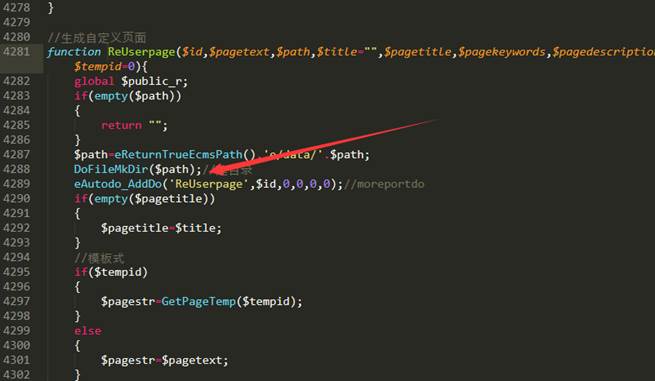 4278 }
4279
4280 //生成自定义页面
4281 function ReUserpage($id,$pagetext,$path,$title="",$pagetitle,$pagekeywords,$pagedescription
$tempid=0){
4282 global $public_r;
4283 if(empty($path))
4284 {
4285 return "";
4286 }
4287 $path=eReturnTrueEcmsPath().'e/data/'.$path;
4288 DoFileMkDir($path);//目录
4289 eAutodo_AddDo('ReUserpage',$id,0,0,0,0);//moreportdo
4290 if(empty($pagetitle))
4291 {
4292 $pagetitle=$title;
4293 }
4294 //模板式
4295 if($tempid)
4296 {
4297 $pagestr=GetPageTemp($tempid);
4298 }
4299 else
4300 {
4301 $pagestr=$pagetext;
4302 }